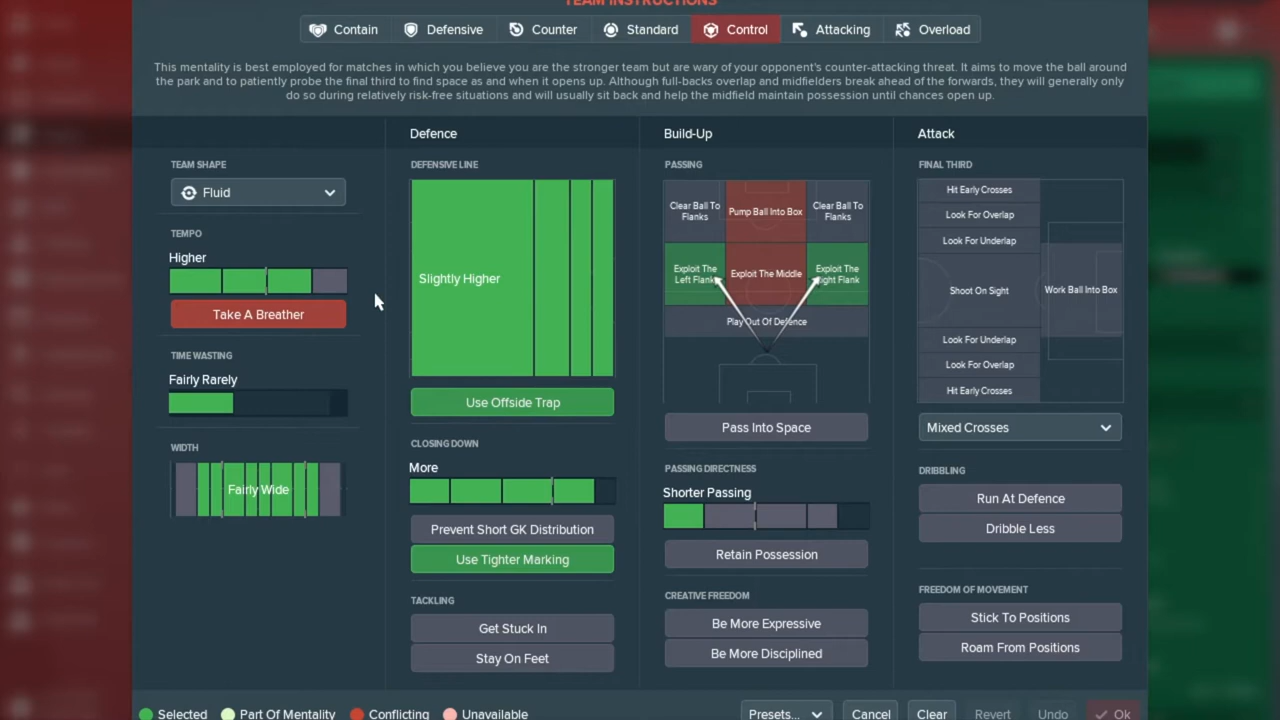 TEAM INSTRUCTIONS
Contain
Defensive
Counter
Standard
Control
Attacking
Overload
This mentality is best employed for matches in which you believe you are the stronger team but are wary of your opponent's counter-attacking threat. It aims to move the ball around
the park and to patiently probe the final third to find space as and when it opens up. Although full-backs overlap and midfielders break ahead of the forwards, they will generally only
do so during relatively risk-free situations and will usually sit back and help the midfield maintain possession until chances open up.
TEAM SHAPE
Fluid
TEMPO
Higher
Take A Breather
TIME WASTING
Fairly Rarely
WIDTH
Fairly Wide
Defence
DEFENSIVE LINE
Slightly Higher
Use Offside Trap
CLOSING DOWN
More
Prevent Short GK Distribution
Use Tighter Marking
TACKLING
Get Stuck In
Stay On Feet
Build-Up
PASSING
Clear Ball To
Flanks
Pump Ball Into Box
Clear Ball To
Flanks
Exploit The
Left Flank
Exploit The Middle
Exploit The
Right Flank
Play Out Of Defence
Pass Into Space
PASSING DIRECTNESS
Shorter Passing
Retain Possession
CREATIVE FREEDOM
Be More Expressive
Be More Disciplined
Attack
FINAL THIRD
Hit Early Crosses
Look For Overlap
Look For Underlap
Shoot On Sight
Work Ball Into Box
Look For Underlap
Look For Overlap
Hit Early Crosses
Mixed Crosses
DRIBBLING
Run At Defence
Dribble Less
FREEDOM OF MOVEMENT
Stick To Positions
Roam From Positions
Selected
Part Of Mentality
Conflicting
Unavailable
Presets...
Cancel
Clear
Revert
Undo
Ok